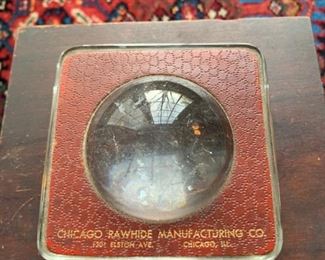 CHICAGO RAWHIDE MANUFACTURING CO.
1301 ELSTON AVE. CHICAGO, ILL.